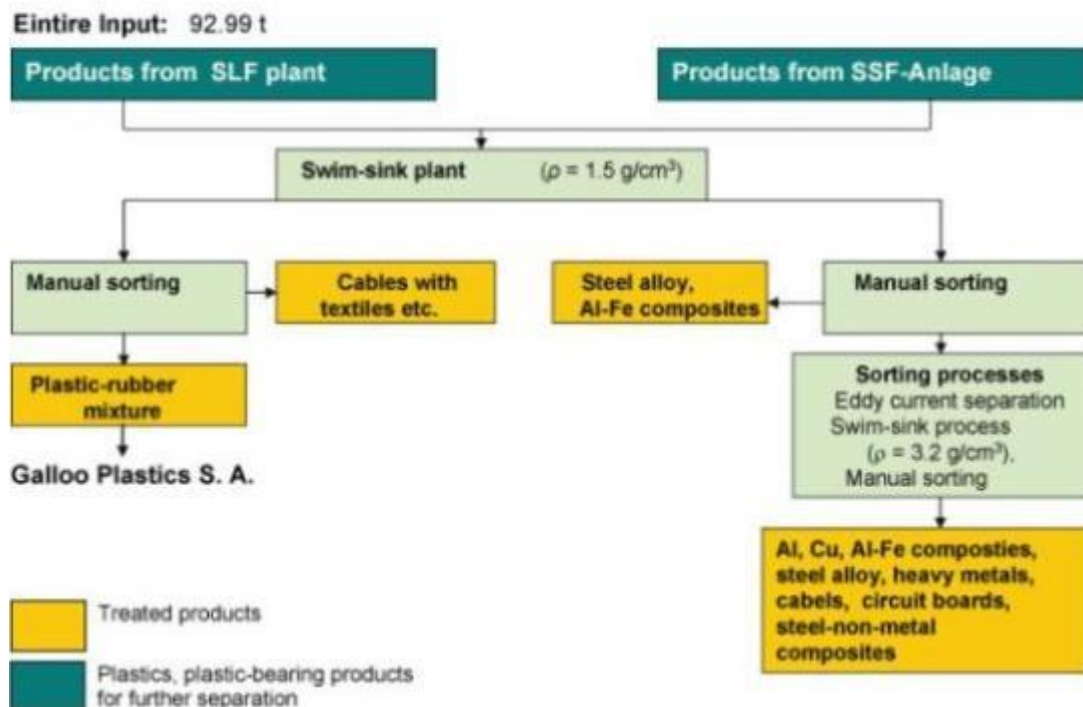 Eintire Input: 92.99 t
Products from SLF plant
Products from SSF-Anlage
Swim-sink plant (ρ = 1.5 g/cm³)
Manual sorting
Cables with
textiles etc.
Steel alloy,
Al-Fe composites
Manual sorting
Plastic-rubber
mixture
Galloo Plastics S. A.
Sorting processes
Eddy current separation
Swim-sink process
(ρ = 3.2 g/cm³),
Manual sorting
Al, Cu, Al-Fe composties,
steel alloy, heavy metals,
cabels, circuit boards,
steel-non-metal
composites
Treated products
Plastics, plastic-bearing products
for further separation